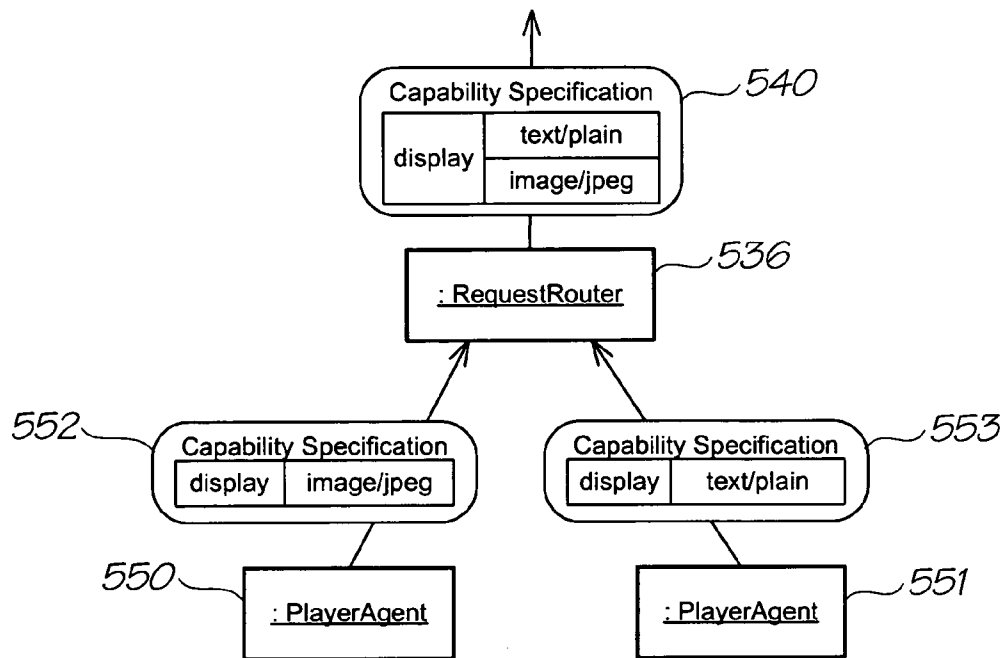 Capability Specification
540
display
text/plain
image/jpeg
536
: RequestRouter
552
Capability Specification
display
image/jpeg
553
Capability Specification
display
text/plain
550
: PlayerAgent
551
: PlayerAgent